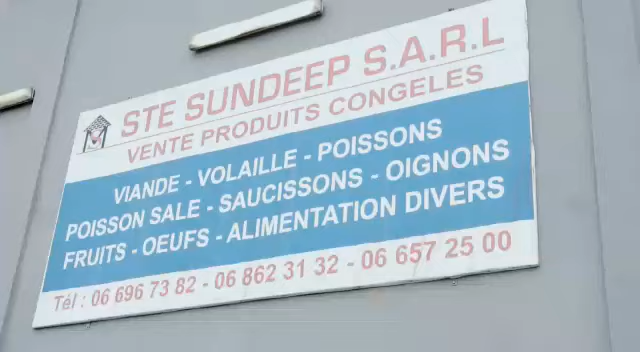 STE SUNDEEP S.A.R.L
VENTE PRODUITS CONGELES
VIANDE - VOLAILLE - POISSONS
POISSON SALE - SAUCISSONS - OIGNONS
FRUITS - OEUFS - ALIMENTATION DIVERS
Tél : 06 696 73 82 - 06 862 31 32 - 06 657 25 00